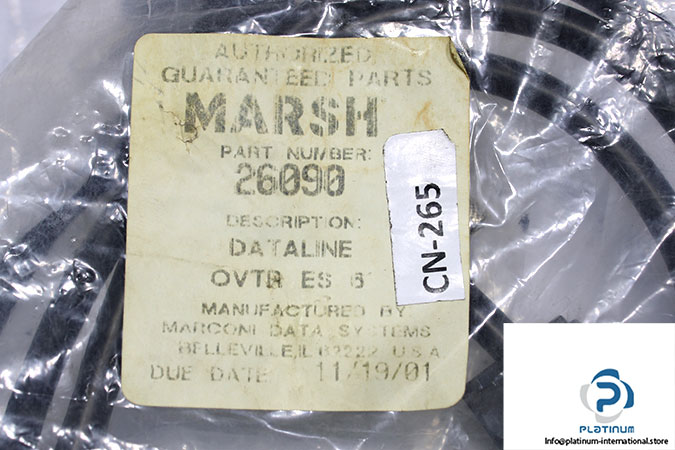 AUTHORIZED
GUARANTEED PARTS
MARSH
PART NUMBER:
26090
DESCRIPTION:
DATALINE
OVTR ES 6'
MANUFACTURED BY
MARCONI DATA SYSTEMS
BELLEVILLE, IL 62222 U.S.A
DUE DATE 11/19/01
CN-265
PLATINUM
Info@platinum-international.store